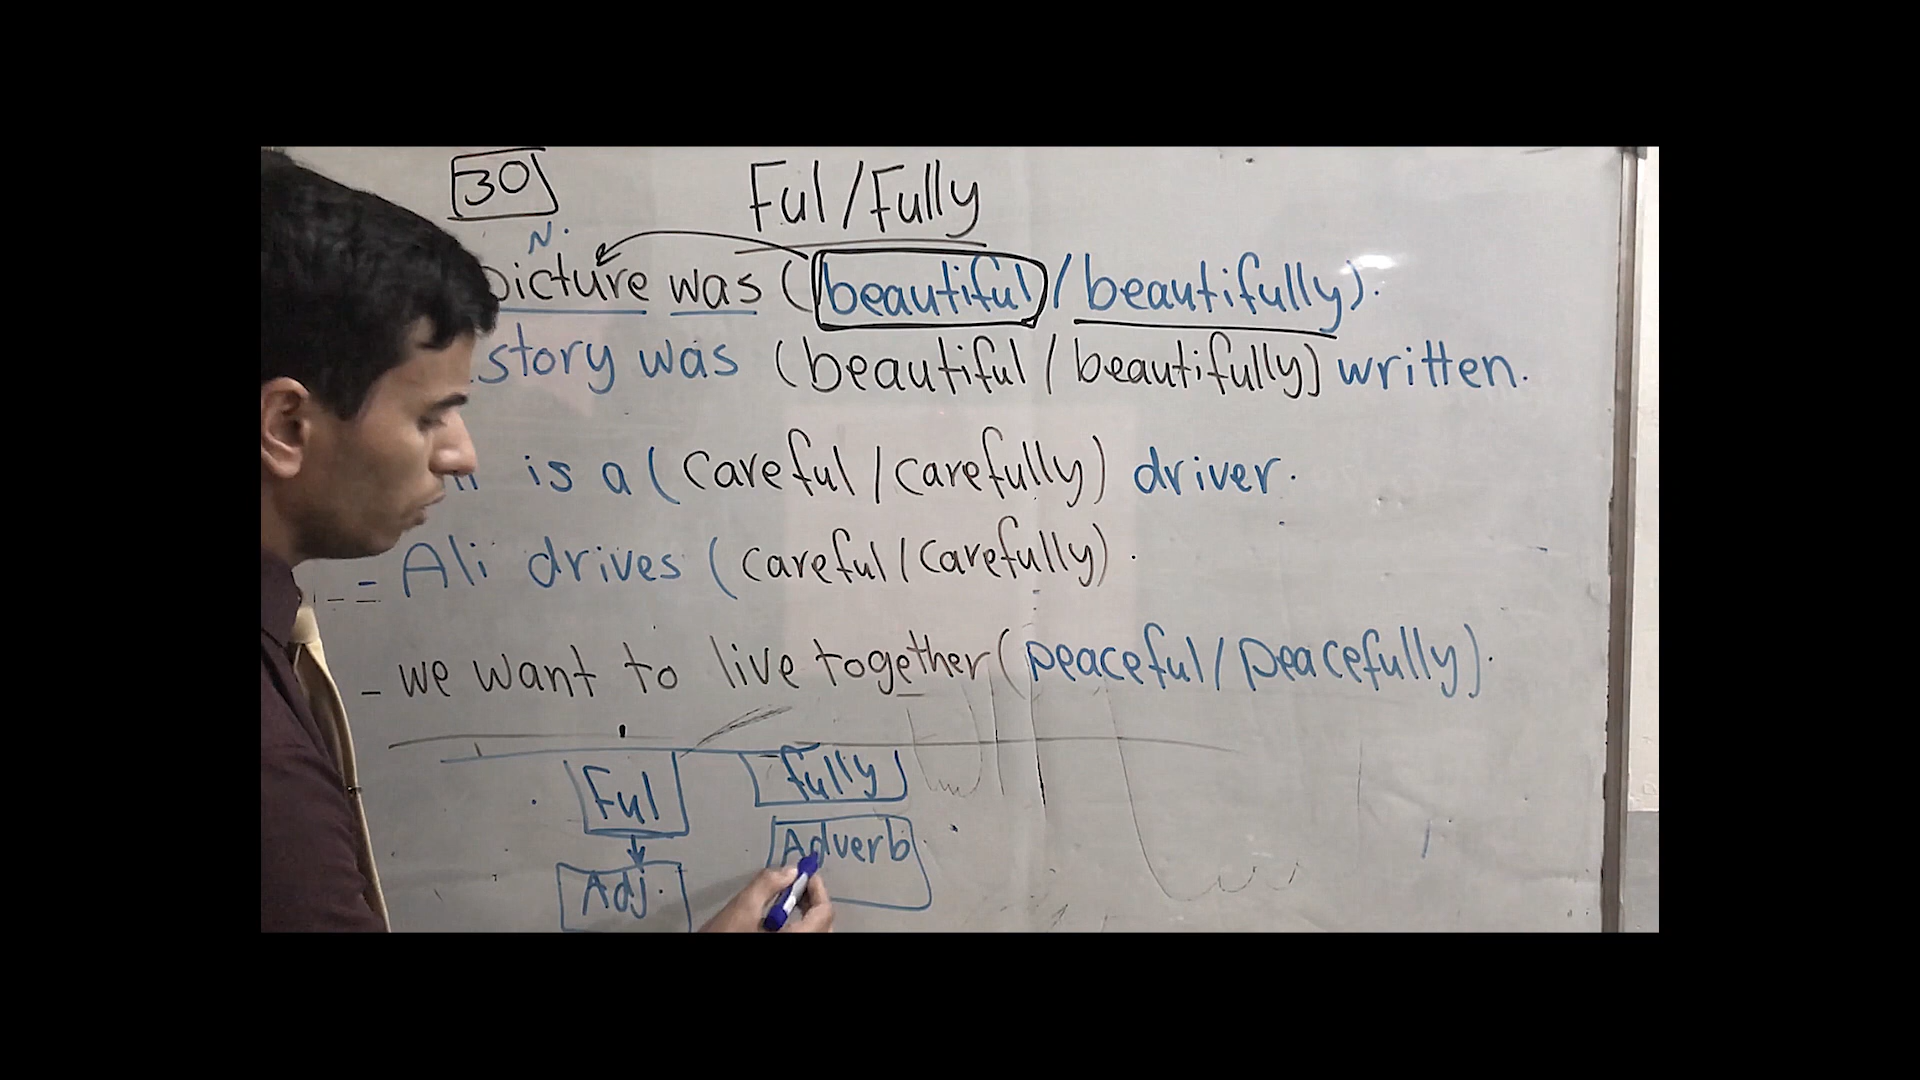 30
Ful/Fully
N.
picture was (beautiful/beautifully).
story was (beautiful/beautifully) written.
is a (careful/carefully) driver.
= Ali drives (careful/carefully).
- we want to live together (peaceful/peacefully).
Ful fully
Adj. Adverb